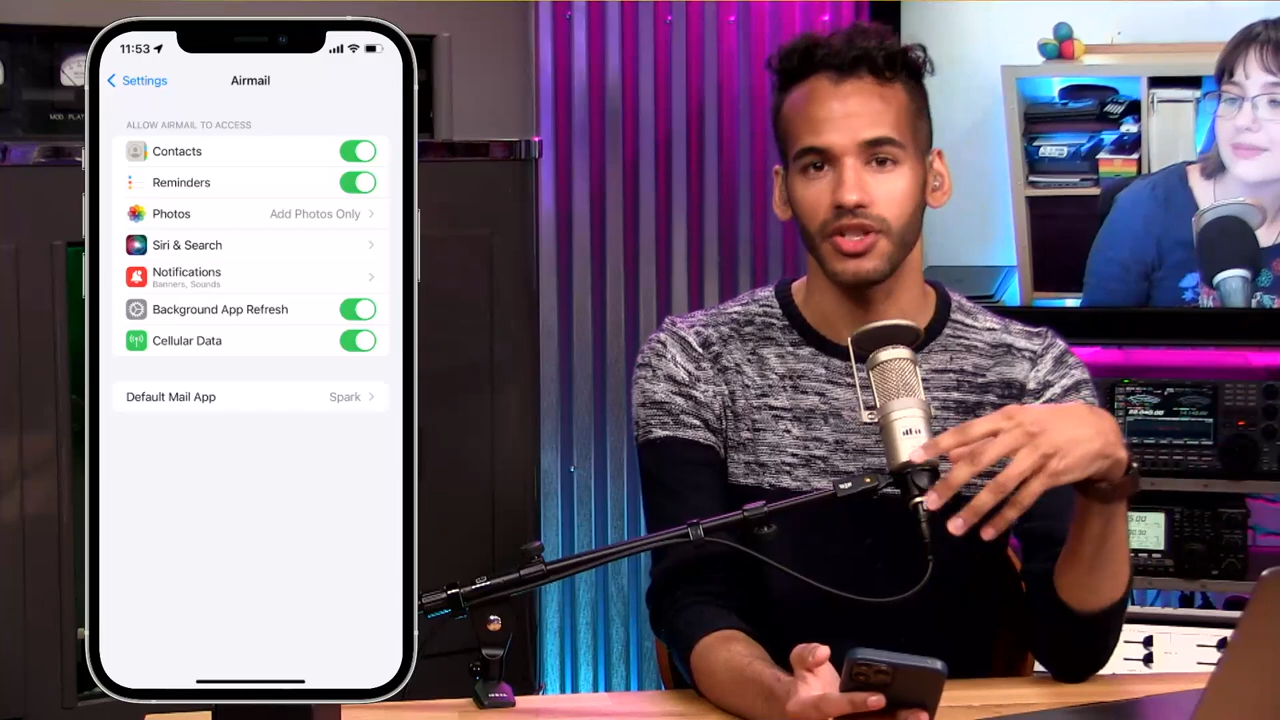 11:53
Settings
Airmail
ALLOW AIRMAIL TO ACCESS
Contacts
Reminders
Photos Add Photos Only
Siri & Search
Notifications
Banners, Sounds
Background App Refresh
Cellular Data
Default Mail App Spark